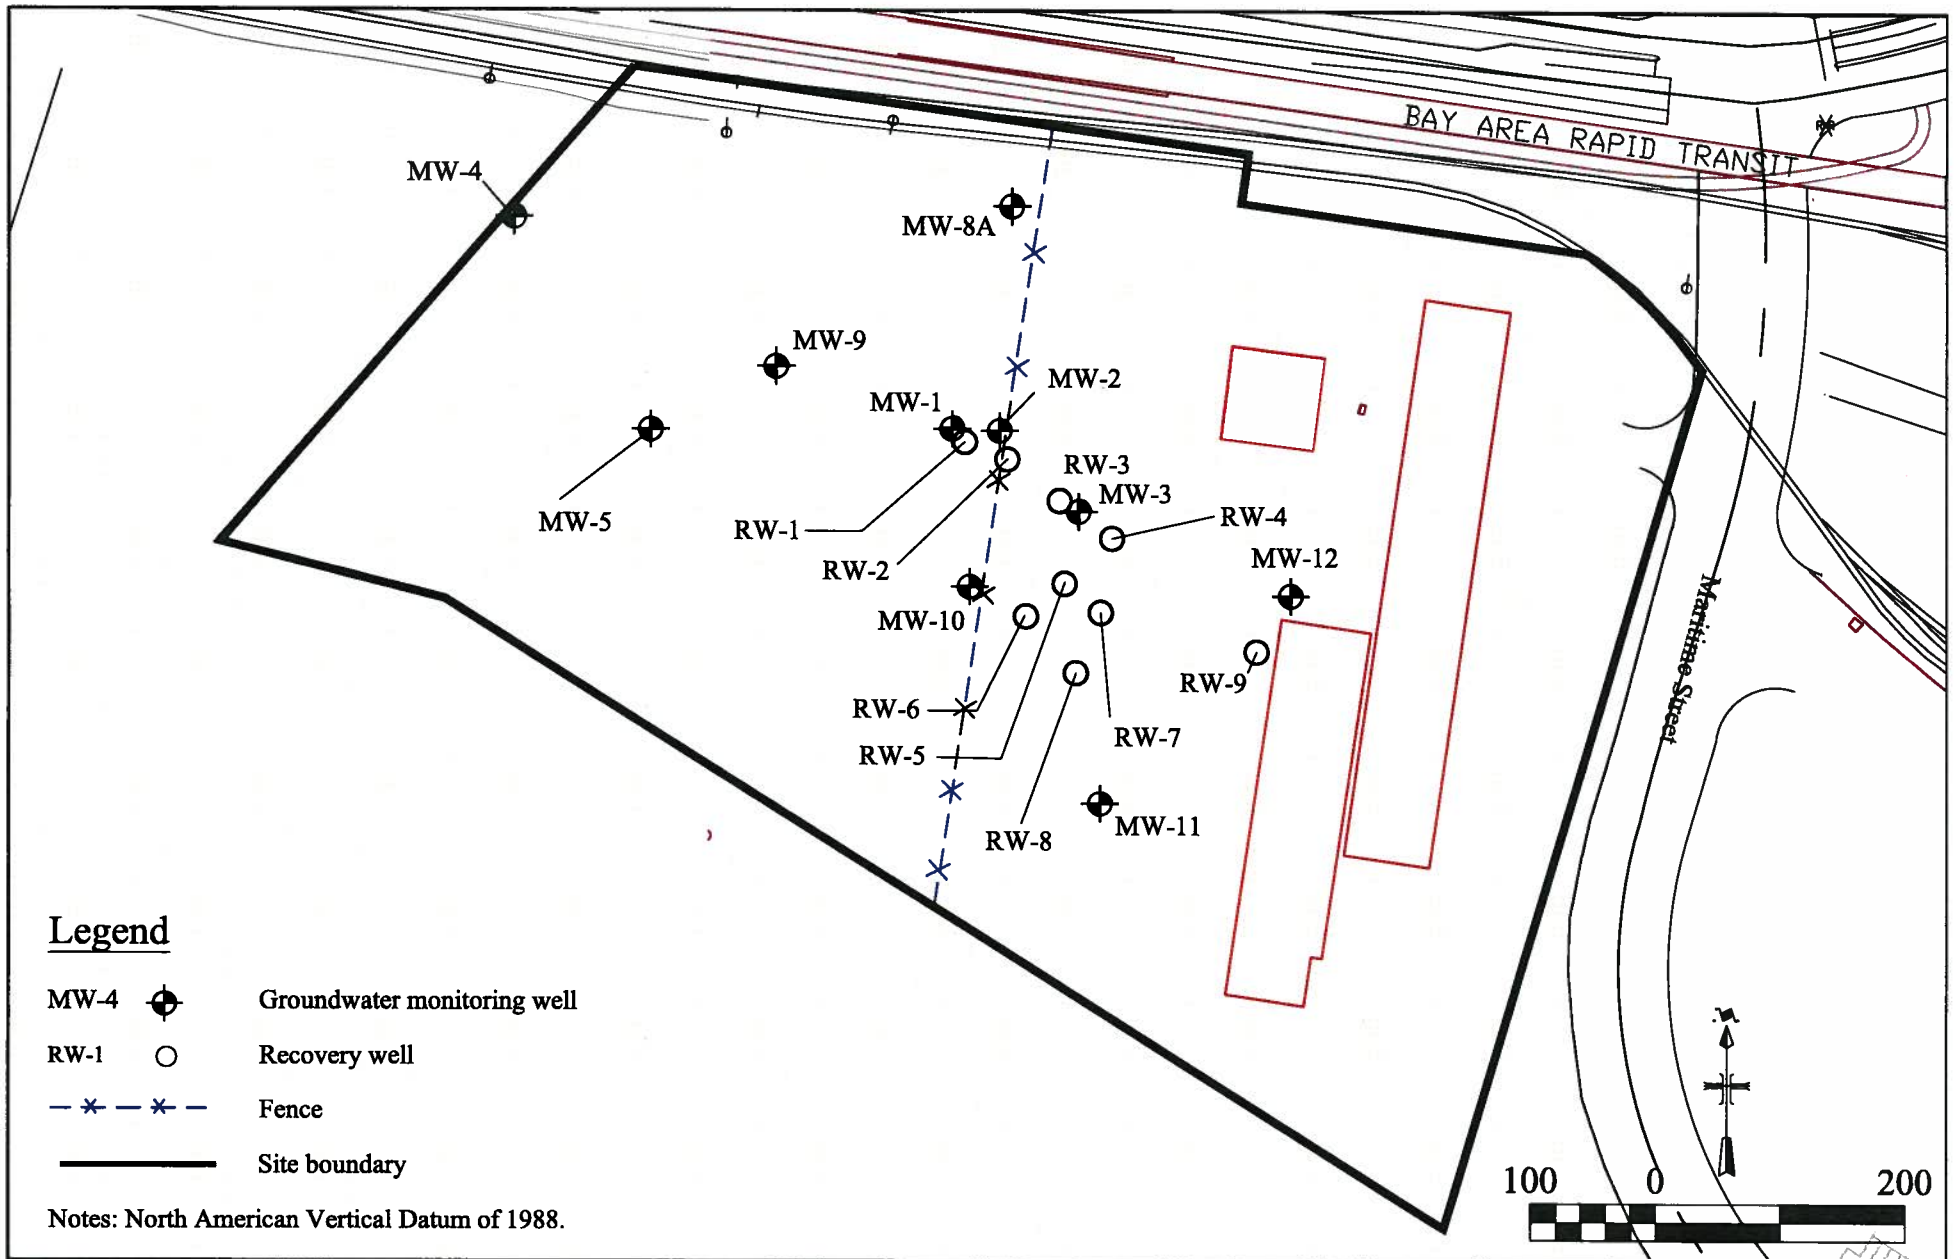 BAY AREA RAPID TRANSIT
MW-4
MW-8A
MW-9
MW-2
MW-1
RW-3
MW-3
MW-5
RW-1
RW-4
RW-2
MW-12
MW-10
RW-9
RW-6
RW-7
RW-5
MW-11
RW-8
Maritime Street
Legend
MW-4 Groundwater monitoring well
RW-1 Recovery well
Fence
Site boundary
Notes: North American Vertical Datum of 1988.
100 0 200